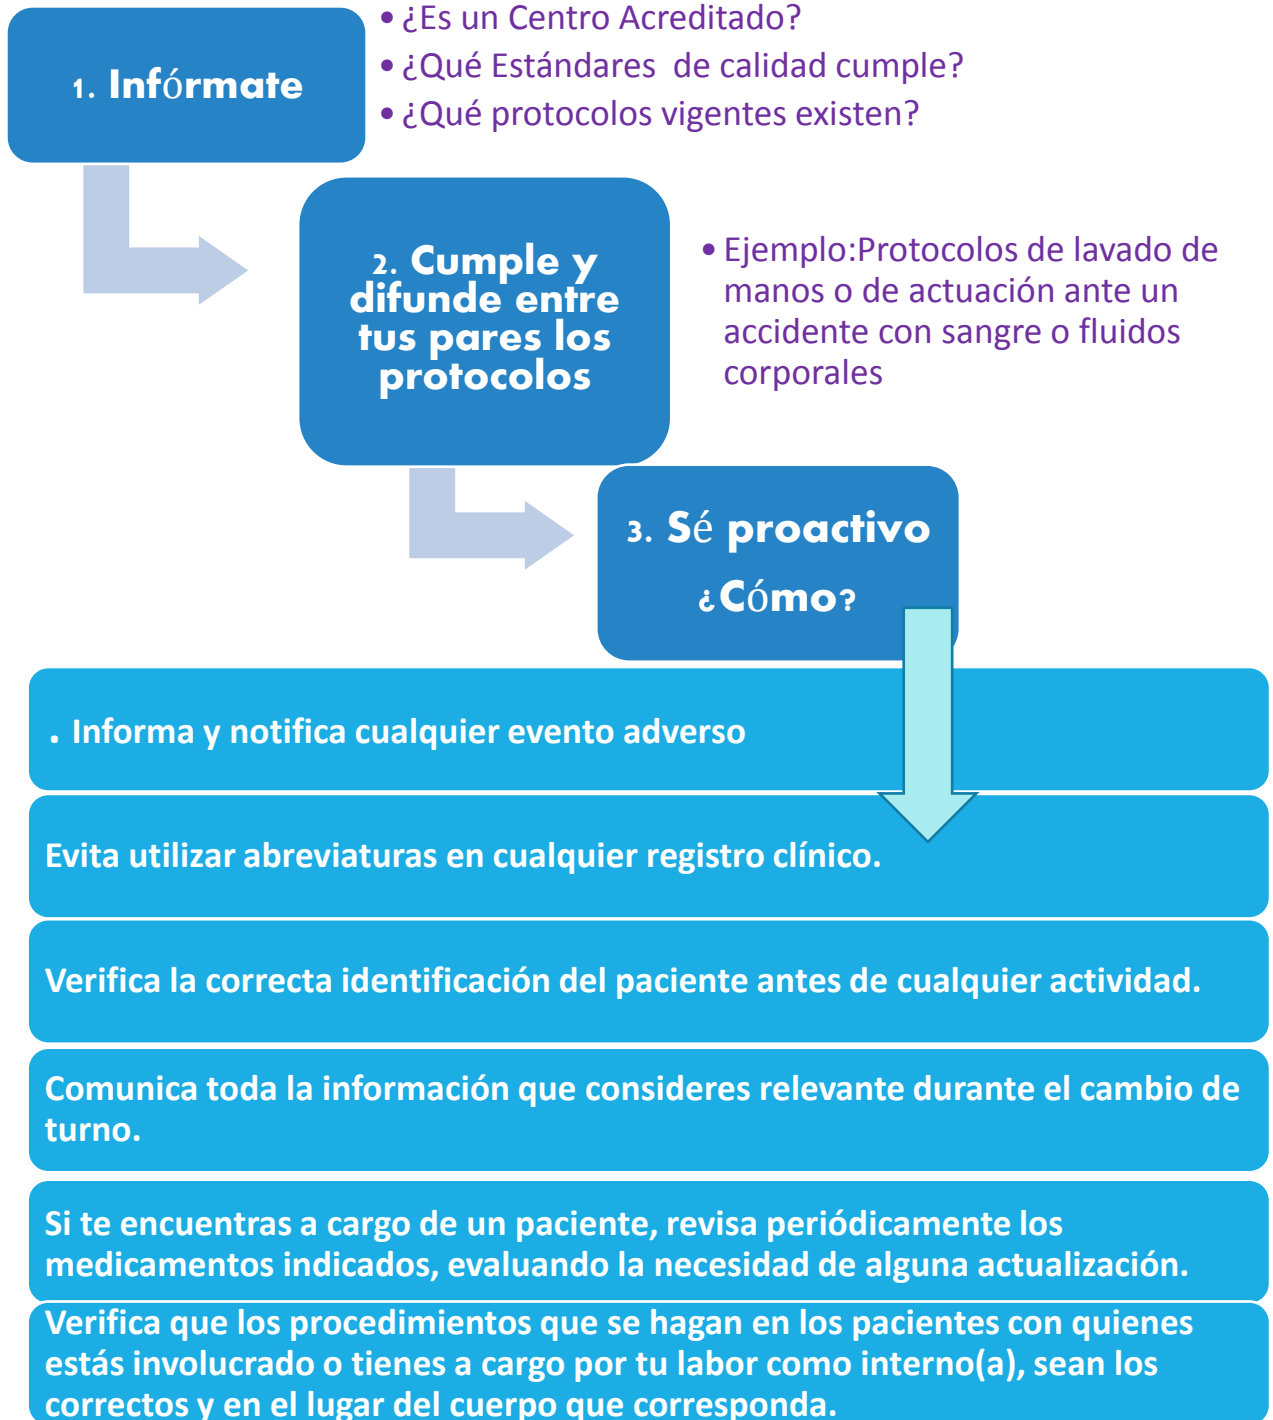 1. Infórmate
• ¿Es un Centro Acreditado?
• ¿Qué Estándares de calidad cumple?
• ¿Qué protocolos vigentes existen?
2. Cumple y
difunde entre
tus pares los
protocolos
• Ejemplo:Protocolos de lavado de
manos o de actuación ante un
accidente con sangre o fluidos
corporales
3. Sé proactivo
¿Cómo?
. Informa y notifica cualquier evento adverso
Evita utilizar abreviaturas en cualquier registro clínico.
Verifica la correcta identificación del paciente antes de cualquier actividad.
Comunica toda la información que consideres relevante durante el cambio de
turno.
Si te encuentras a cargo de un paciente, revisa periódicamente los
medicamentos indicados, evaluando la necesidad de alguna actualización.
Verifica que los procedimientos que se hagan en los pacientes con quienes
estás involucrado o tienes a cargo por tu labor como interno(a), sean los
correctos y en el lugar del cuerpo que corresponda.